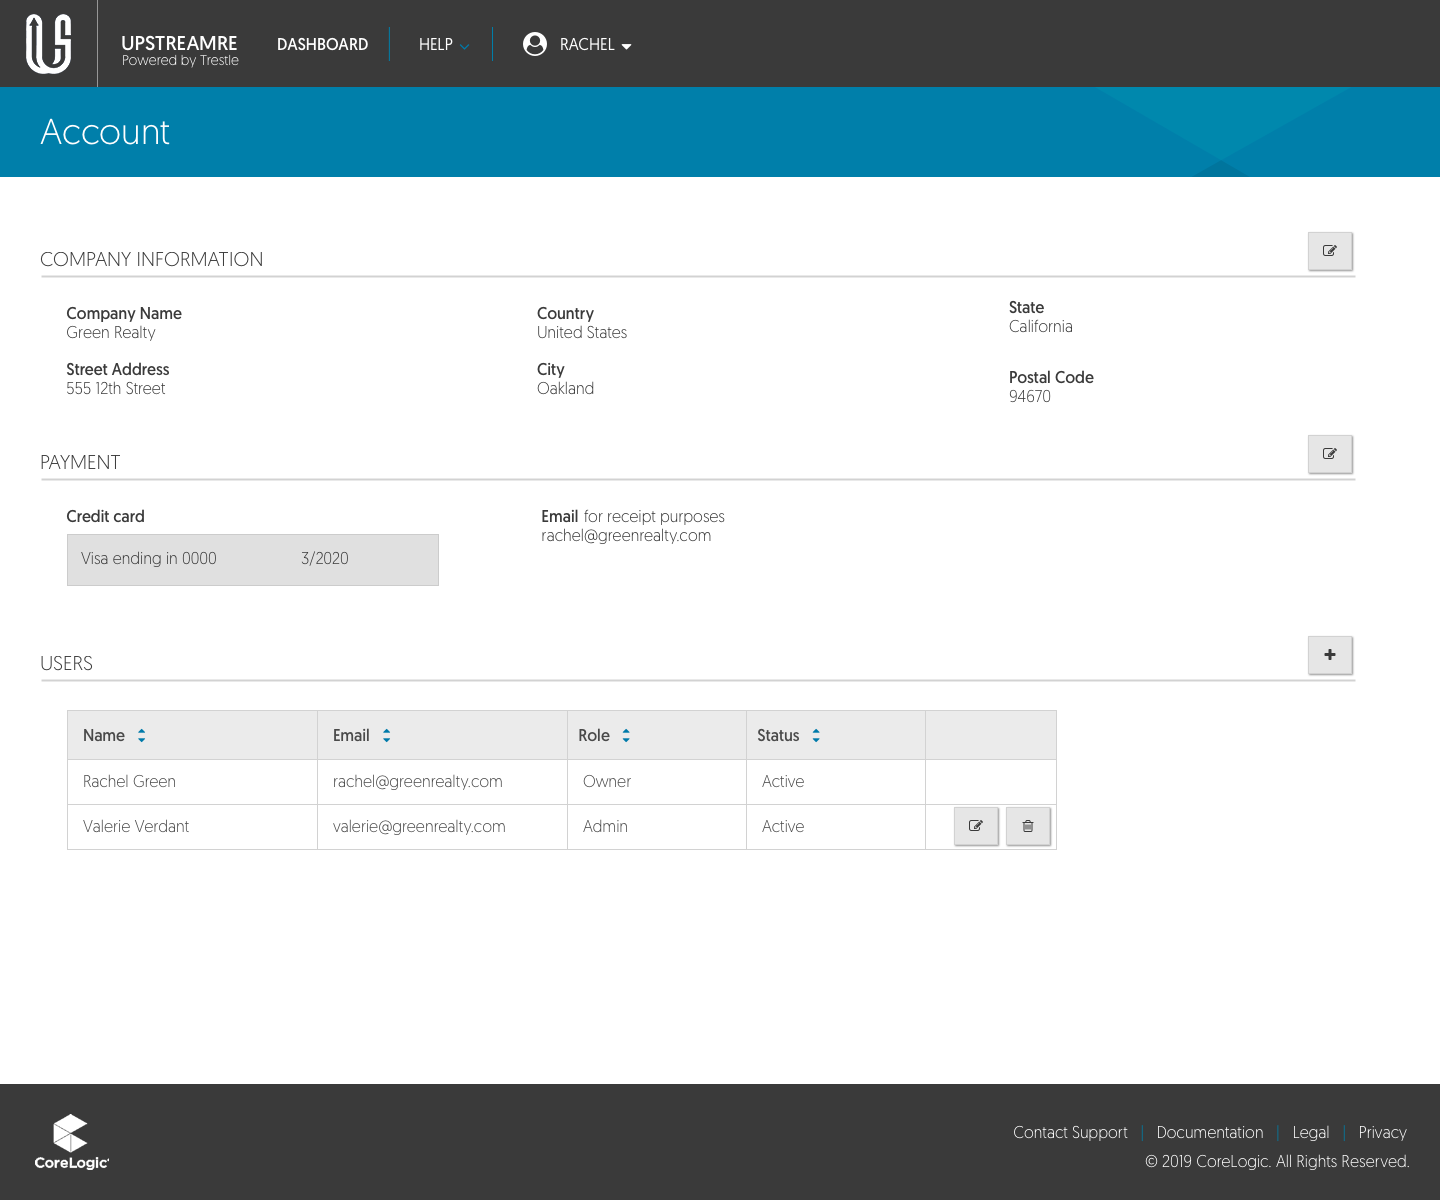 UPSTREAMRE
Powered by Trestle
DASHBOARD
HELP
RACHEL
Account
COMPANY INFORMATION
Company Name
Green Realty
Country
United States
State
California
Street Address
555 12th Street
City
Oakland
Postal Code
94670
PAYMENT
Credit card
Visa ending in 0000 3/2020
Email for receipt purposes
rachel@greenrealty.com
USERS
Name Email Role Status
Rachel Green rachel@greenrealty.com Owner Active
Valerie Verdant valerie@greenrealty.com Admin Active
CoreLogic
Contact Support | Documentation | Legal | Privacy
© 2019 CoreLogic. All Rights Reserved.